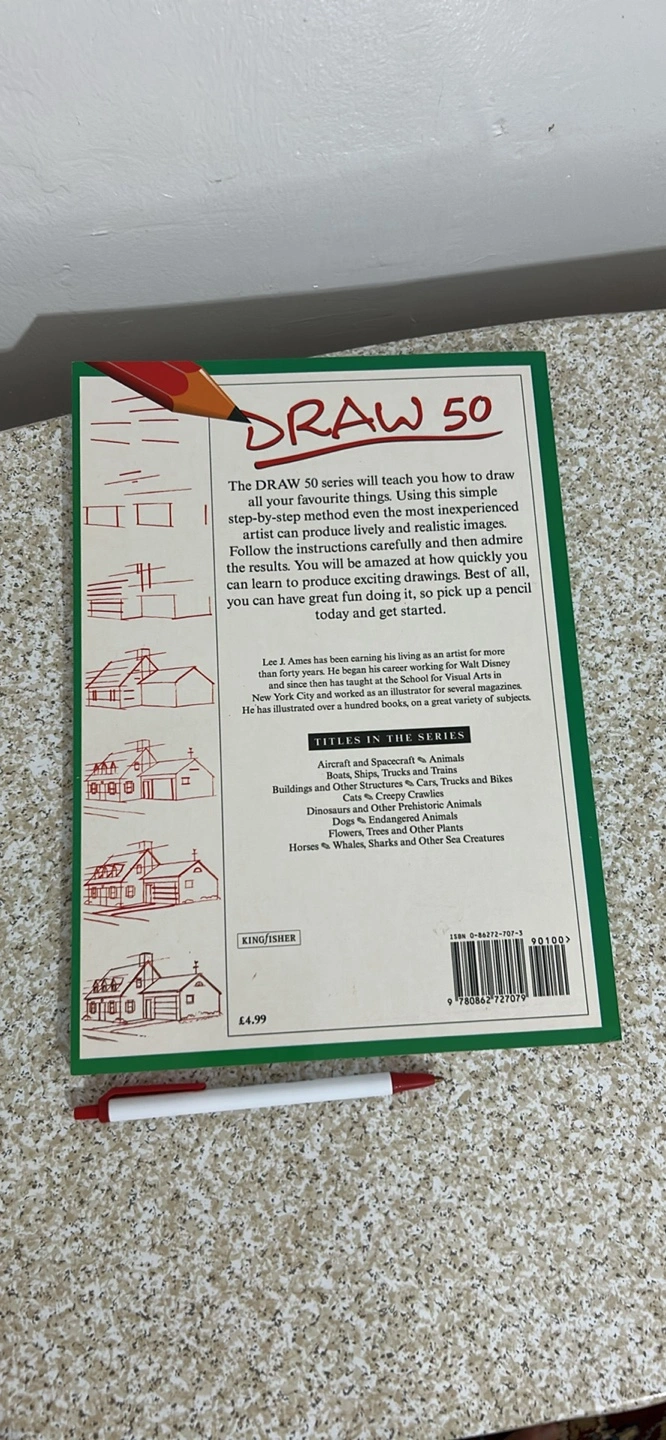 DRAW 50
The DRAW 50 series will teach you how to draw
all your favourite things. Using this simple
step-by-step method even the most inexperienced
artist can produce lively and realistic images.
Follow the instructions carefully and then admire
the results. You will be amazed at how quickly you
can learn to produce exciting drawings. Best of all,
you can have great fun doing it, so pick up a pencil
today and get started.
Lee J. Ames has been earning his living as an artist for more
than forty years. He began his career working for Walt Disney
and since then has taught at the School for Visual Arts in
New York City and worked as an illustrator for several magazines.
He has illustrated over a hundred books, on a great variety of subjects.
TITLES IN THE SERIES
Aircraft and Spacecraft ✎ Animals
Boats, Ships, Trucks and Trains
Buildings and Other Structures ✎ Cars, Trucks and Bikes
Cats ✎ Creepy Crawlies
Dinosaurs and Other Prehistoric Animals
Dogs ✎ Endangered Animals
Flowers, Trees and Other Plants
Horses ✎ Whales, Sharks and Other Sea Creatures
KINGFISHER
ISBN 0-86272-707-3
90100>
9 780862 727079
£4.99